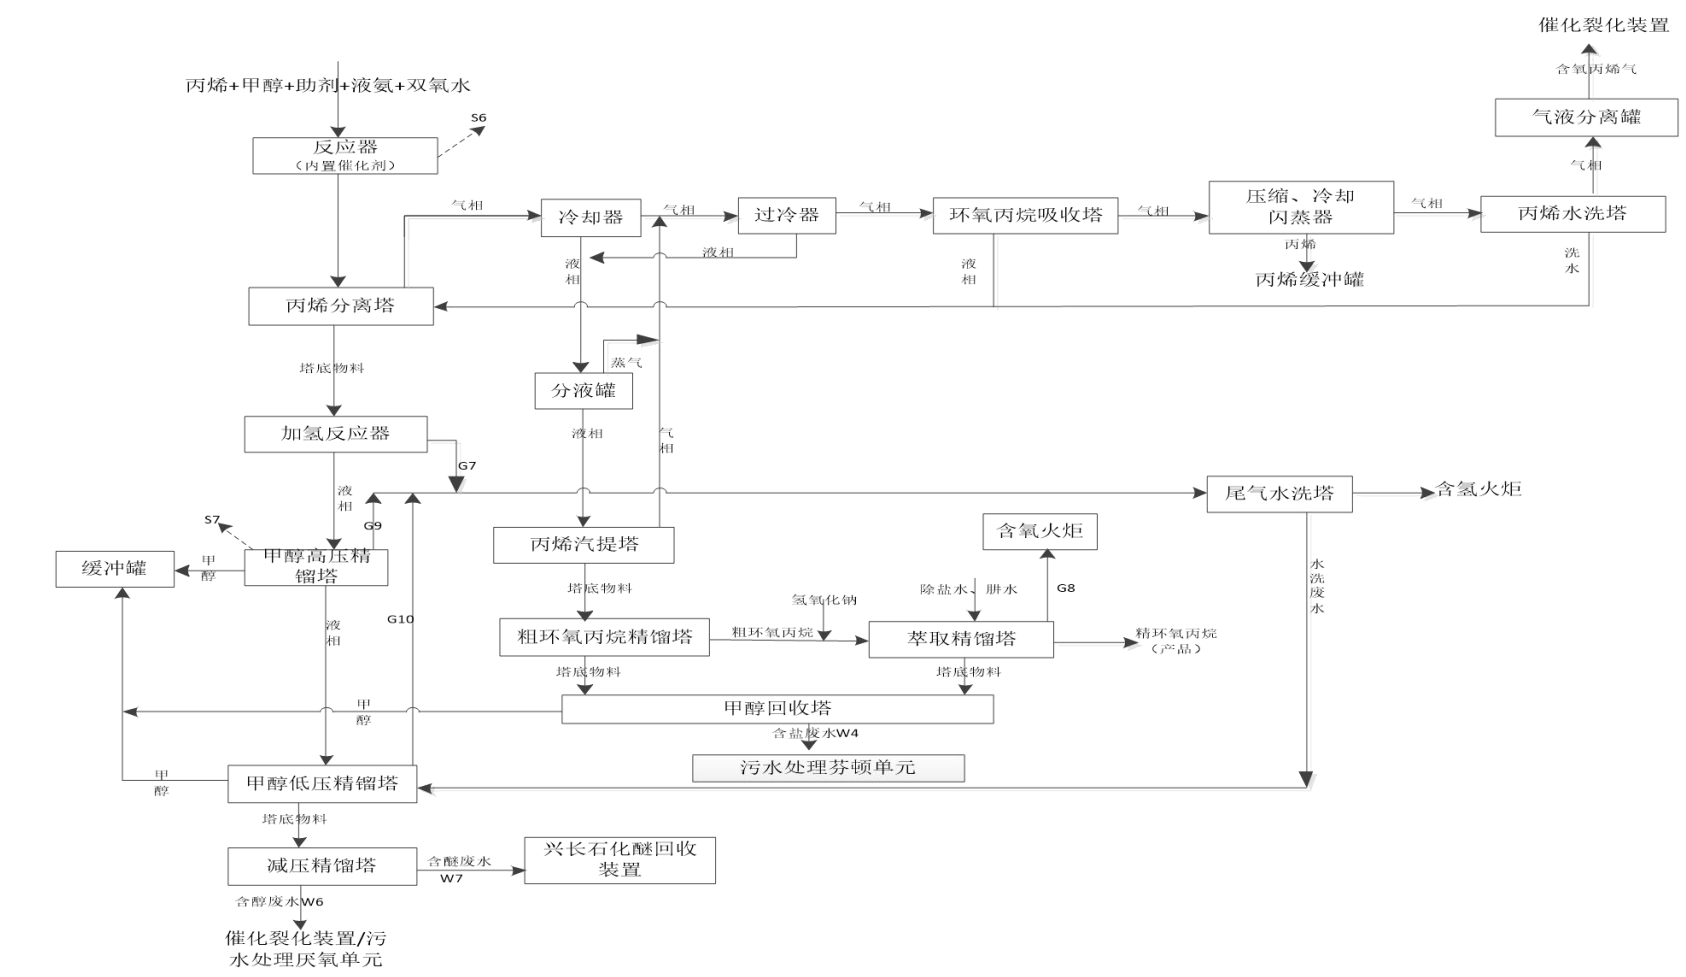 催化裂化装置
含氧丙烯气
丙烯+甲醇+助剂+液氨+双氧水
气液分离罐
S6
反应器
（内置催化剂）
气相
气相
冷却器
气相
过冷器
气相
环氧丙烷吸收塔
气相
压缩、冷却
闪蒸器
气相
丙烯水洗塔
液相
液相
液相
丙烯
洗水
丙烯缓冲罐
丙烯分离塔
塔底物料
蒸气
分液罐
加氢反应器
液相
气相
G7
液相
尾气水洗塔
含氢火炬
S7
G9
甲醇高压精
馏塔
甲醇
缓冲罐
丙烯汽提塔
含氧火炬
水洗废水
塔底物料
除盐水、肼水
G8
氢氧化钠
G10
液相
粗环氧丙烷精馏塔
粗环氧丙烷
萃取精馏塔
精环氧丙烷
（产品）
塔底物料
塔底物料
甲醇
甲醇回收塔
含盐废水W4
污水处理芬顿单元
甲醇
甲醇低压精馏塔
塔底物料
减压精馏塔
含醚废水
W7
兴长石化醚回收
装置
含醇废水W6
催化裂化装置/污
水处理厌氧单元